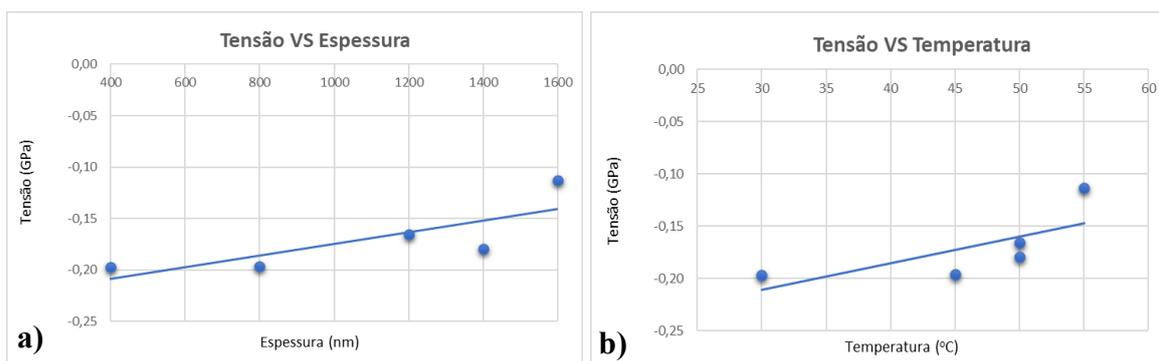 Tensão VS Espessura
0,00
400 600 800 1000 1200 1400 1600
-0,05
-0,10
-0,15
-0,20
-0,25
Tensão (GPa)
Espessura (nm)
a)
Tensão VS Temperatura
0,00
25 30 35 40 45 50 55 60
-0,05
-0,10
-0,15
-0,20
-0,25
Tensão (GPa)
Temperatura (ºC)
b)